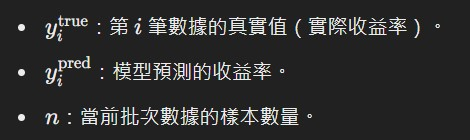 • y_i^true：第 i 筆數據的真實值（實際收益率）。
• y_i^pred：模型預測的收益率。
• n：當前批次數據的樣本數量。